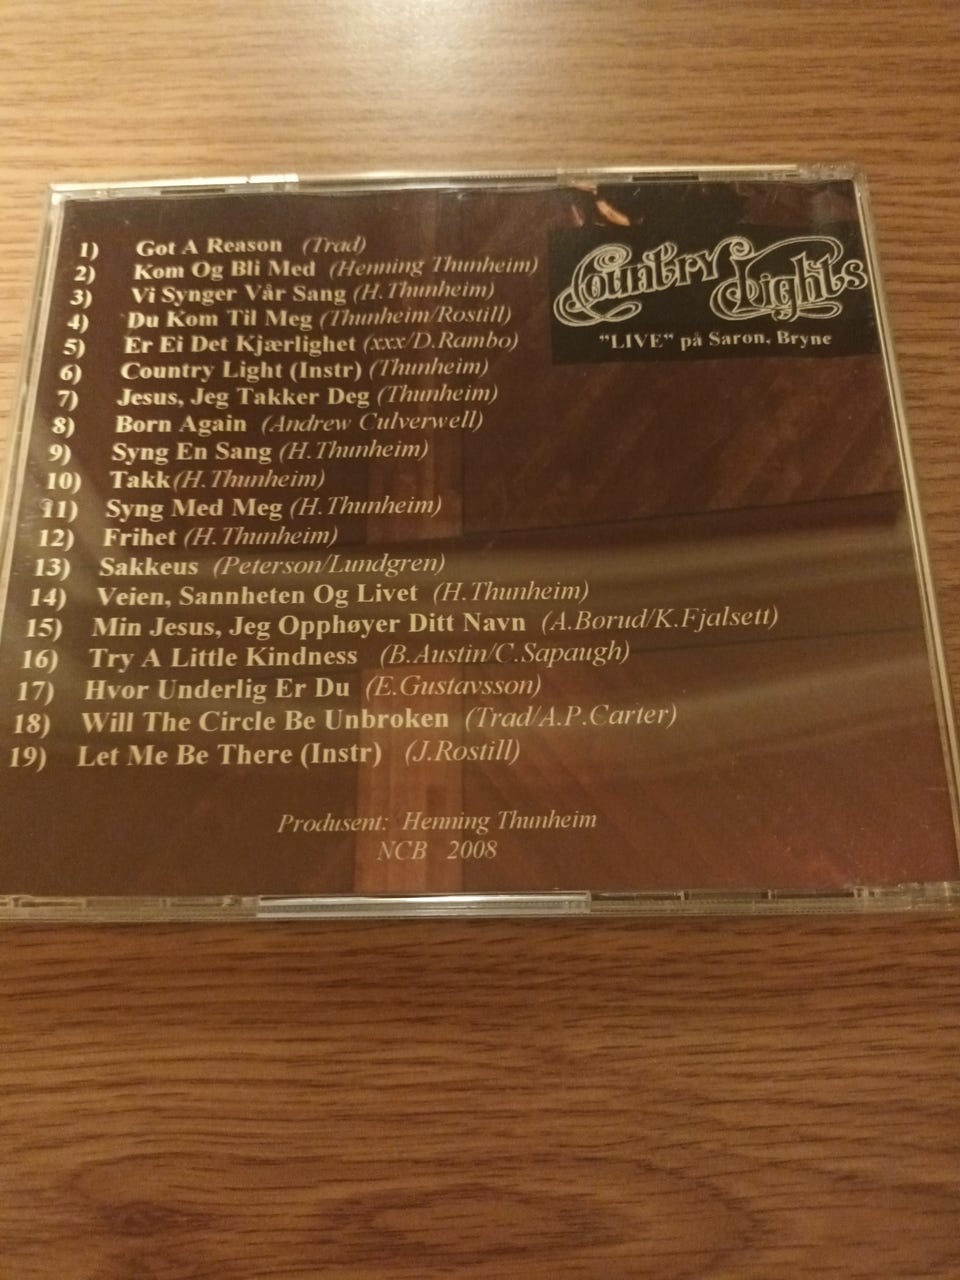 Country Lights
"LIVE" på Saron, Bryne
1) Got A Reason (Trad)
2) Kom Og Bli Med (Henning Thunheim)
3) Vi Synger Vår Sang (H.Thunheim)
4) Du Kom Til Meg (Thunheim/Rostill)
5) Er Ei Det Kjærlighet (xxx/D.Rambo)
6) Country Light (Instr) (Thunheim)
7) Jesus, Jeg Takker Deg (Thunheim)
8) Born Again (Andrew Culverwell)
9) Syng En Sang (H.Thunheim)
10) Takk (H.Thunheim)
11) Syng Med Meg (H.Thunheim)
12) Frihet (H.Thunheim)
13) Sakkeus (Peterson/Lundgren)
14) Veien, Sannheten Og Livet (H.Thunheim)
15) Min Jesus, Jeg Opphøyer Ditt Navn (A.Borud/K.Fjalsett)
16) Try A Little Kindness (B.Austin/C.Sapaugh)
17) Hvor Underlig Er Du (E.Gustavsson)
18) Will The Circle Be Unbroken (Trad/A.P.Carter)
19) Let Me Be There (Instr) (J.Rostill)
Produsent: Henning Thunheim
NCB 2008